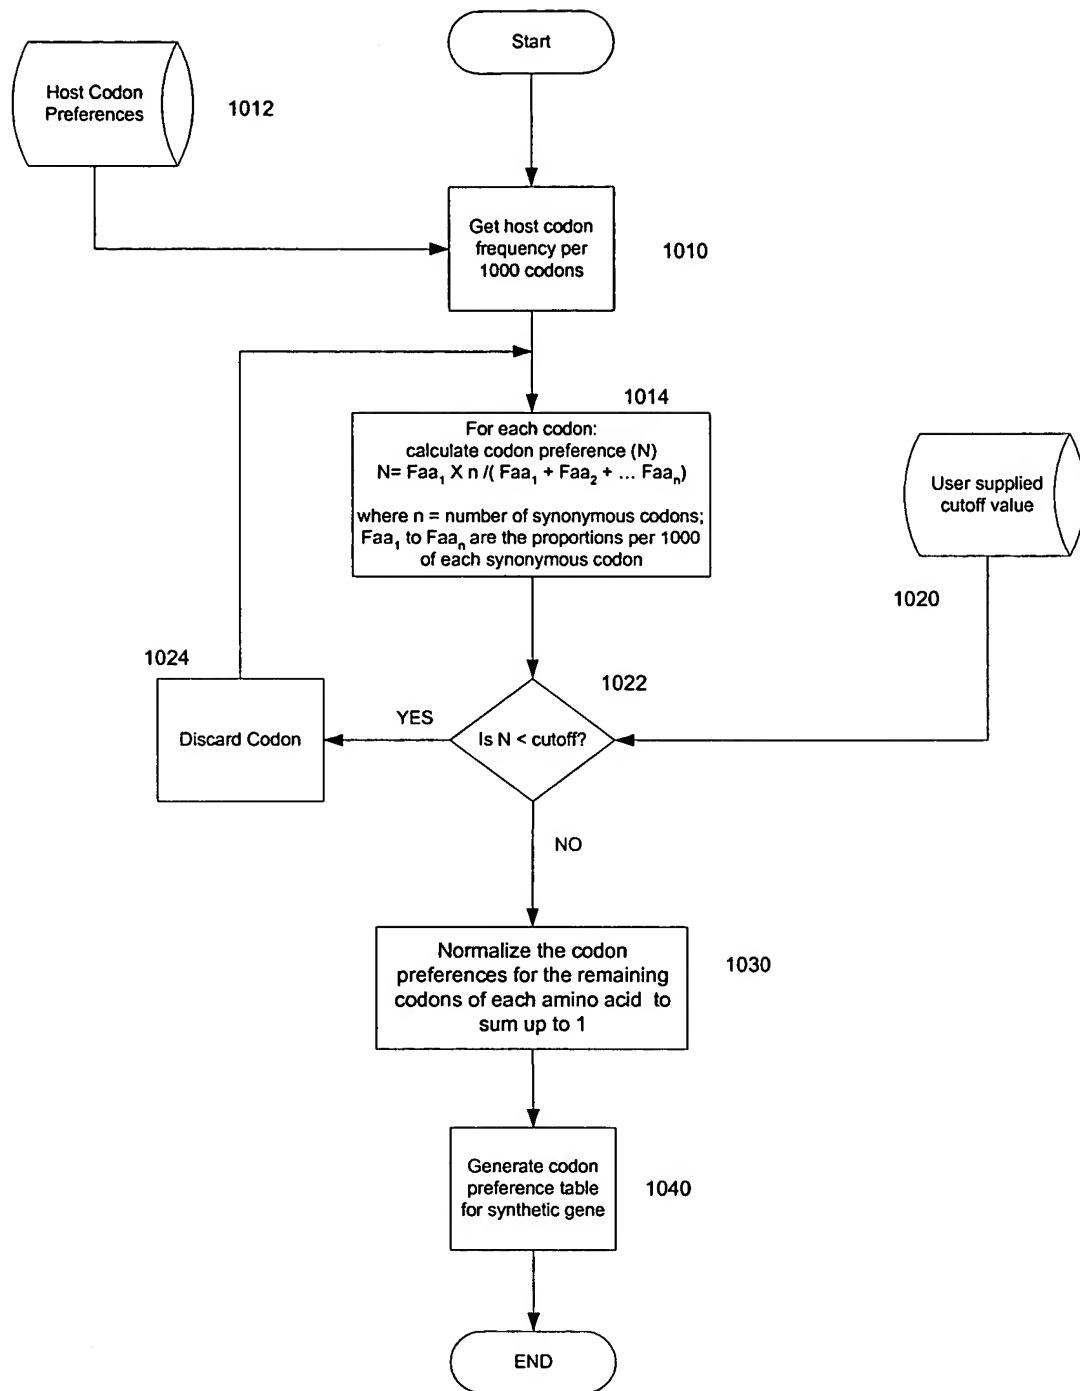 Start
Host Codon
Preferences
1012
Get host codon
frequency per
1000 codons
1010
1014
For each codon:
calculate codon preference (N)
N= Faa₁ X n /( Faa₁ + Faa₂ + ... Faaₙ)
where n = number of synonymous codons;
Faa₁ to Faaₙ are the proportions per 1000
of each synonymous codon
User supplied
cutoff value
1020
1024
1022
YES
Discard Codon
Is N < cutoff?
NO
Normalize the codon
preferences for the remaining
codons of each amino acid to
sum up to 1
1030
Generate codon
preference table
for synthetic gene
1040
END